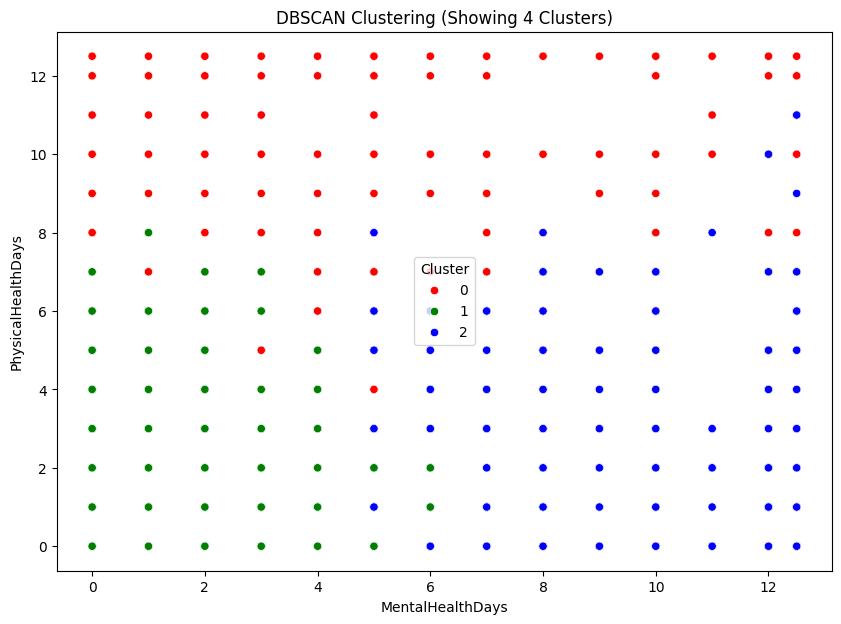 DBSCAN Clustering (Showing 4 Clusters)
12
10
8
6
4
2
0
PhysicalHealthDays
Cluster
0
1
2
0 2 4 6 8 10 12
MentalHealthDays